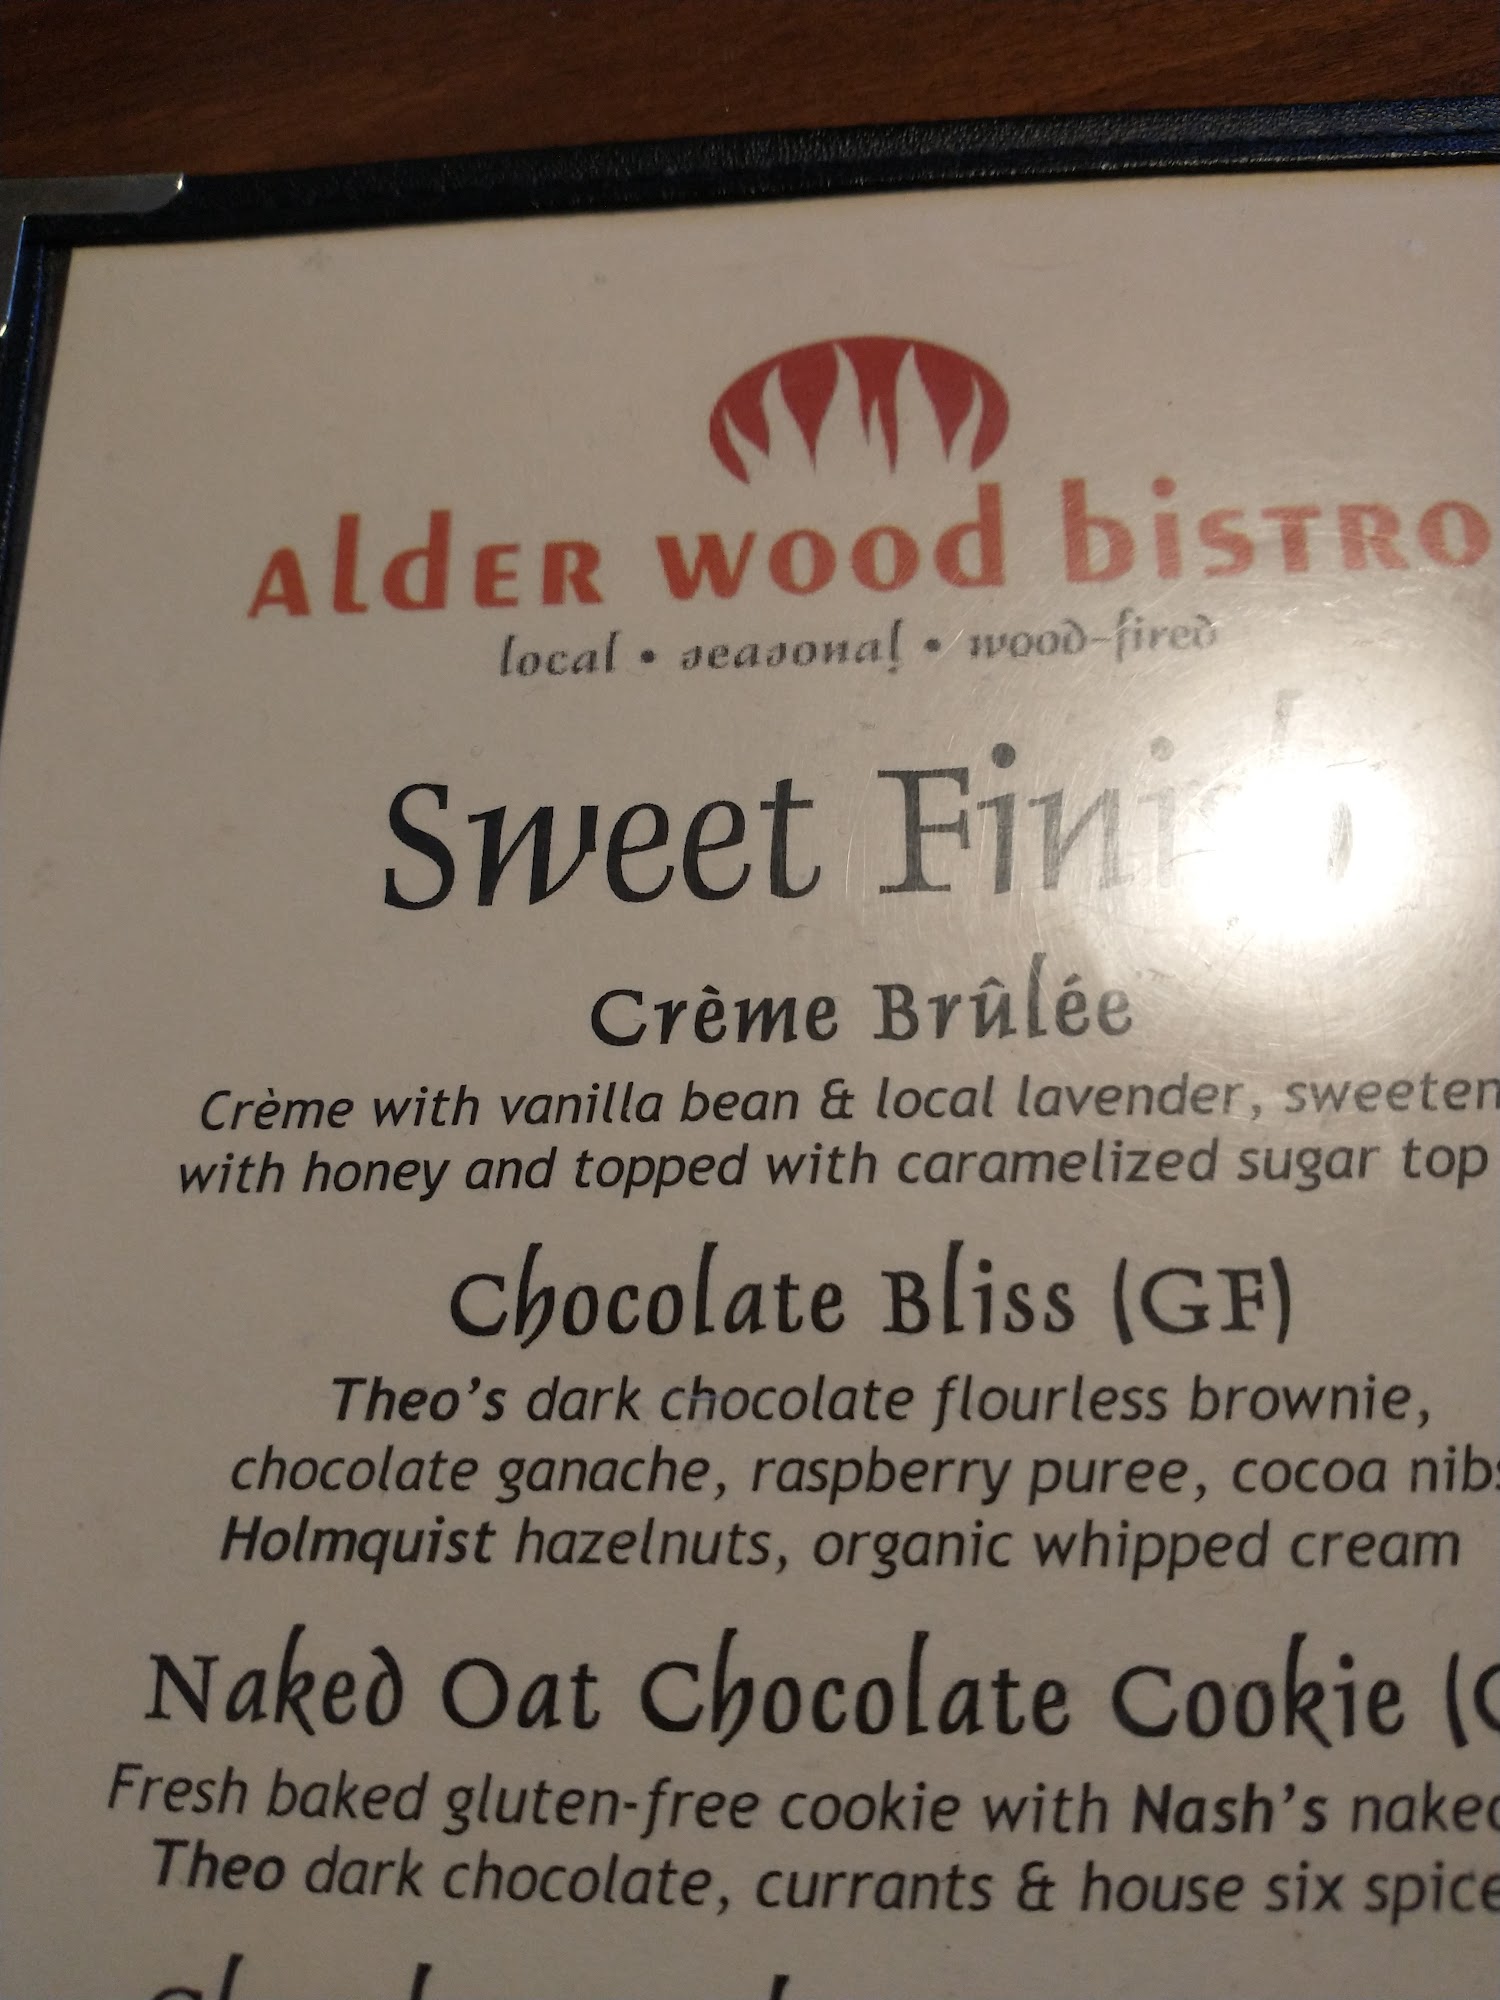 Alder Wood Bistro
local • seasonal • wood-fired
Sweet Finish
Crème Brûlée
Crème with vanilla bean & local lavender, sweeten
with honey and topped with caramelized sugar top
Chocolate Bliss (GF)
Theo's dark chocolate flourless brownie,
chocolate ganache, raspberry puree, cocoa nibs
Holmquist hazelnuts, organic whipped cream
Naked Oat Chocolate Cookie (G
Fresh baked gluten-free cookie with Nash's naked
Theo dark chocolate, currants & house six spice